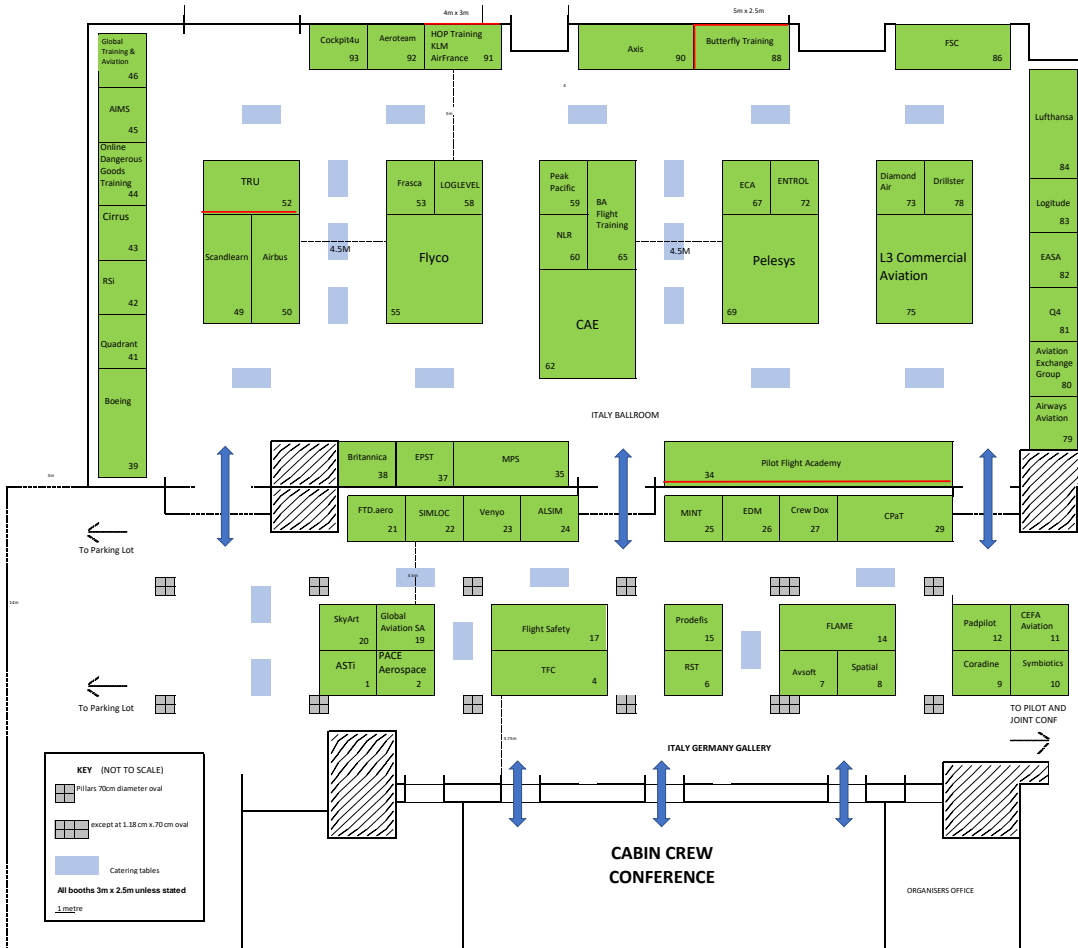 4m x 3m
5m x 2.5m
Global
Training &
Aviation
46
Cockpit4u
93
Aeroteam
92
HOP Training
KLM
AirFrance
91
Axis
90
Butterfly Training
88
FSC
86
AIMS
45
Online
Dangerous
Goods
Training
44
Cirrus
43
RSi
42
Quadrant
41
Boeing
39
4
5m
Lufthansa
84
Logitude
83
EASA
82
Q4
81
Aviation
Exchange
Group
80
Airways
Aviation
79
TRU
52
Scandlearn
49
Airbus
50
4.5M
Frasca
53
LOGLEVEL
58
Flyco
55
Peak
Pacific
59
BA
Flight
Training
65
NLR
60
CAE
62
4.5M
ECA
67
ENTROL
72
Pelesys
69
Diamond
Air
73
Drillster
78
L3 Commercial
Aviation
75
ITALY BALLROOM
Britannica
38
EPST
37
MPS
35
Pilot Flight Academy
34
FTD.aero
21
SIMLOC
22
Venyo
23
ALSIM
24
MINT
25
EDM
26
Crew Dox
27
CPaT
29
To Parking Lot
14m
SkyArt
20
Global
Aviation SA
19
ASTi
1
PACE
Aerospace
2
Flight Safety
17
TFC
4
Prodefis
15
RST
6
FLAME
14
Avsoft
7
Spatial
8
Padpilot
12
CEFA
Aviation
11
Coradine
9
Symbiotics
10
To Parking Lot
TO PILOT AND
JOINT CONF
3.75m
ITALY GERMANY GALLERY
KEY (NOT TO SCALE)
Pillars 70cm diameter oval
except at 1.18 cm x.70 cm oval
Catering tables
All booths 3m x 2.5m unless stated
1 metre
CABIN CREW
CONFERENCE
ORGANISERS OFFICE